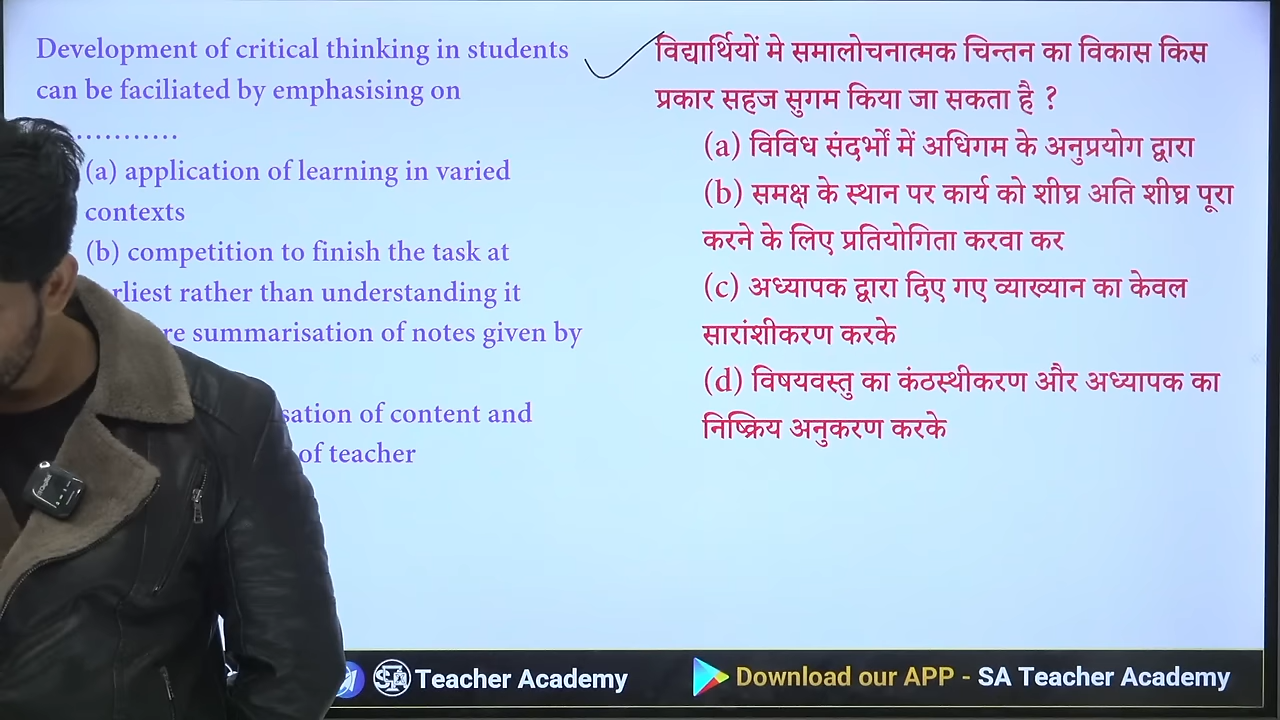 Development of critical thinking in students
can be faciliated by emphasising on
............
(a) application of learning in varied
contexts
(b) competition to finish the task at
rliest rather than understanding it
re summarisation of notes given by
sation of content and
of teacher
विद्यार्थियों मे समालोचनात्मक चिन्तन का विकास किस
प्रकार सहज सुगम किया जा सकता है ?
(a) विविध संदर्भों में अधिगम के अनुप्रयोग द्वारा
(b) समक्ष के स्थान पर कार्य को शीघ्र अति शीघ्र पूरा
करने के लिए प्रतियोगिता करवा कर
(c) अध्यापक द्वारा दिए गए व्याख्यान का केवल
सारांशीकरण करके
(d) विषयवस्तु का कंठस्थीकरण और अध्यापक का
निष्क्रिय अनुकरण करके
Teacher Academy
Download our APP - SA Teacher Academy